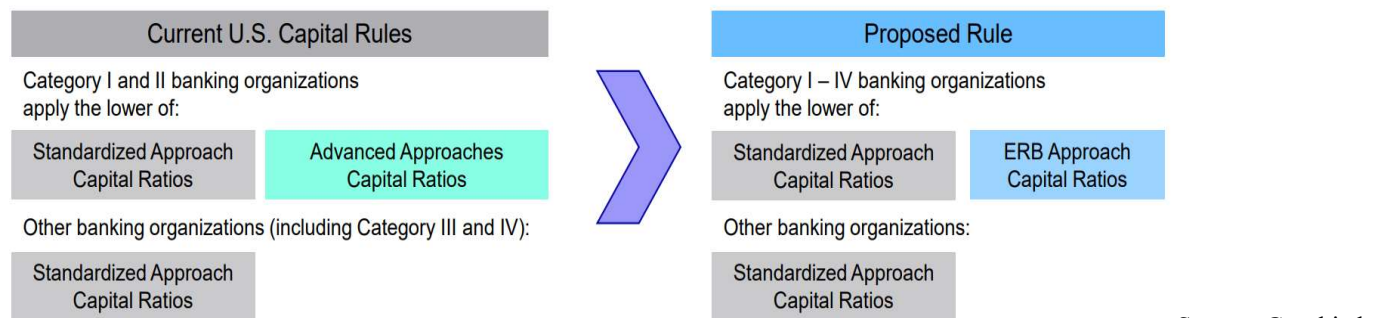 Current U.S. Capital Rules
Category I and II banking organizations
apply the lower of:
Standardized Approach
Capital Ratios
Advanced Approaches
Capital Ratios
Other banking organizations (including Category III and IV):
Standardized Approach
Capital Ratios
Proposed Rule
Category I – IV banking organizations
apply the lower of:
Standardized Approach
Capital Ratios
ERB Approach
Capital Ratios
Other banking organizations:
Standardized Approach
Capital Ratios